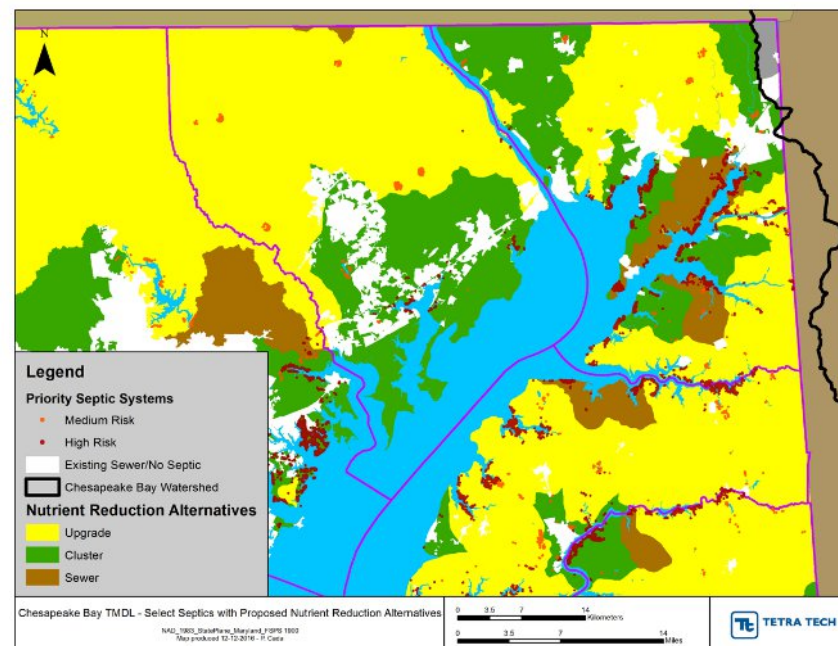 N
Legend
Priority Septic Systems
Medium Risk
High Risk
Existing Sewer/No Septic
Chesapeake Bay Watershed
Nutrient Reduction Alternatives
Upgrade
Cluster
Sewer
Chesapeake Bay TMDL - Select Septics with Proposed Nutrient Reduction Alternatives
NAD_1983_StatePlane_Maryland_FIPS 1900
Map produced 12-12-2016 - P. Cada
0 3.5 7 14
Kilometers
0 3.5 7 14
Miles
Tt TETRA TECH